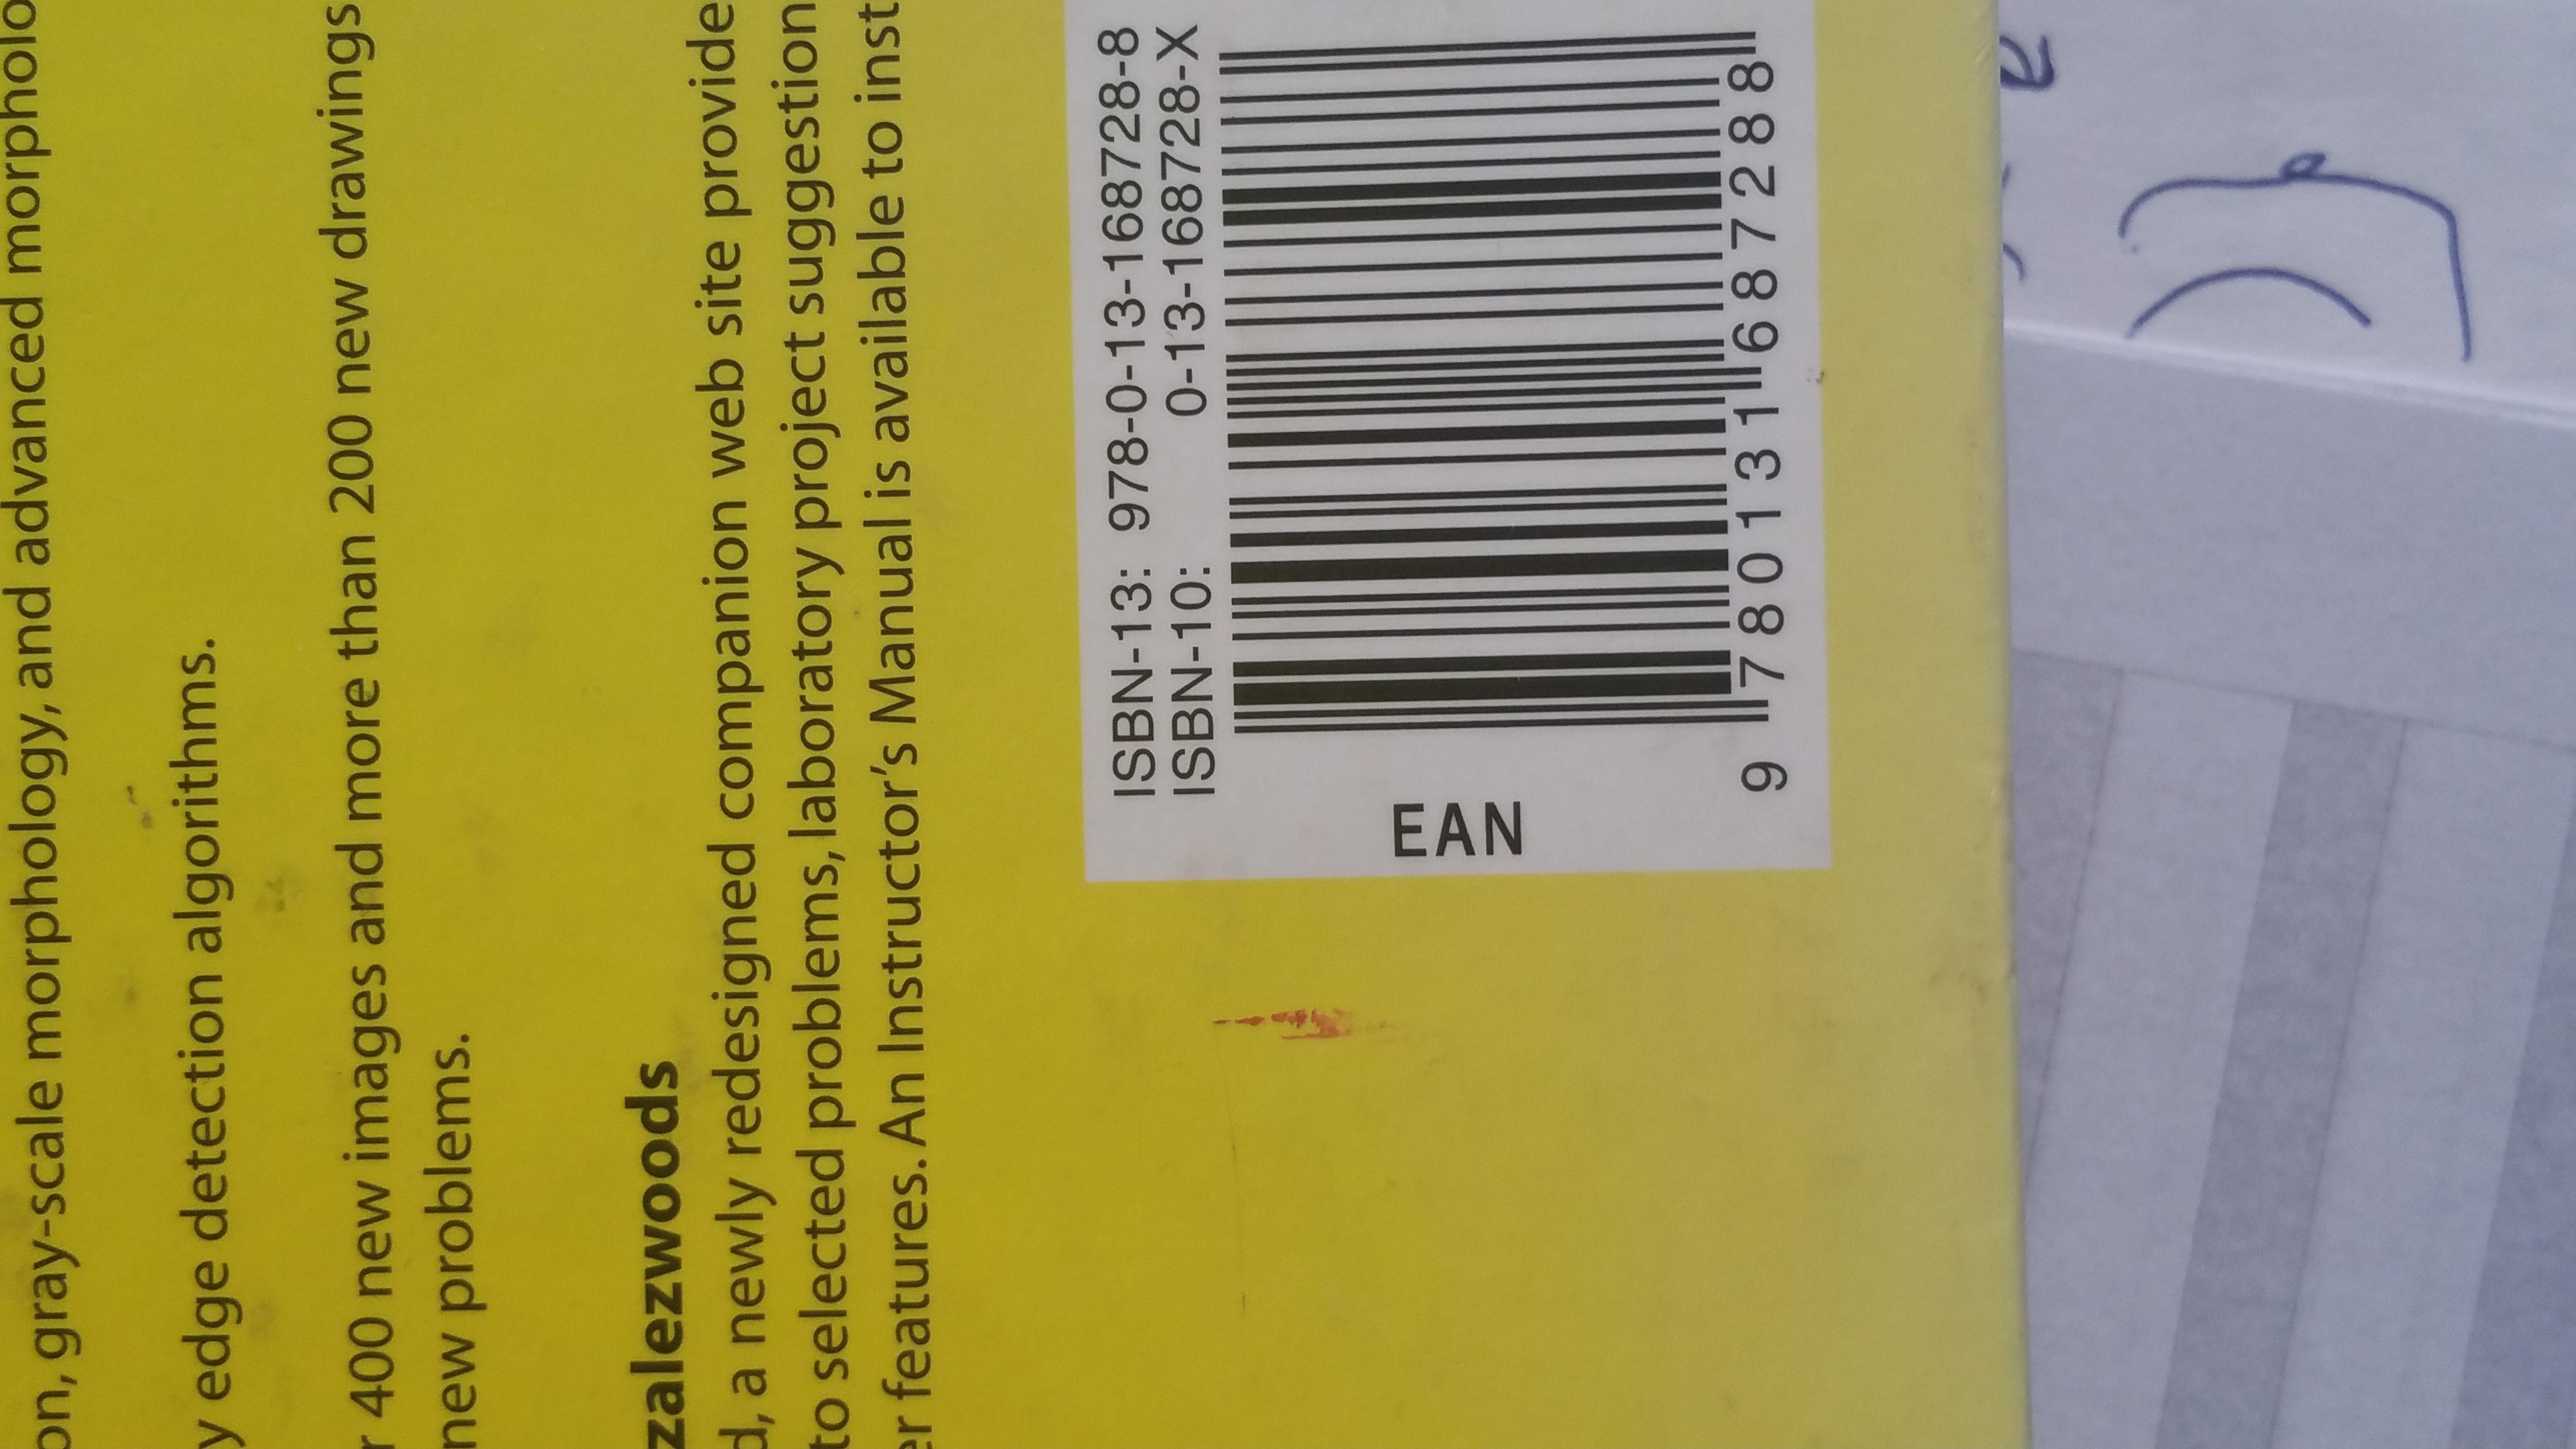 on, gray-scale morphology, and advanced morpholo
y edge detection algorithms.
r 400 new images and more than 200 new drawings
new problems.
zalezwoods
d, a newly redesigned companion web site provide
to selected problems, laboratory project suggestion
er features. An Instructor's Manual is available to inst
ISBN-13: 978-0-13-168728-8
ISBN-10: 0-13-168728-X
EAN
9 780131 687288
e